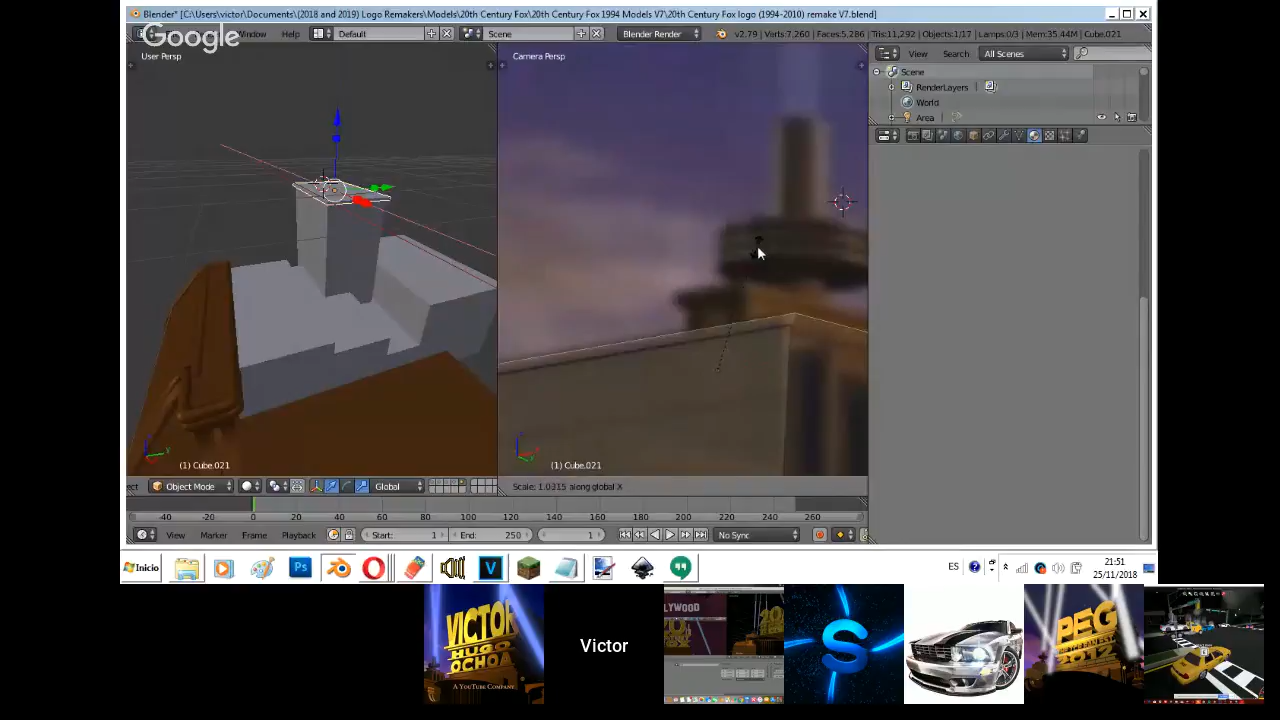 Blender* [C:\Users\victor\Documents\(2018 and 2019) Logo Remakers\Models\20th Century Fox\20th Century Fox 1994 Models V7\20th Century Fox logo (1994-2010) remake V7.blend]
Google
Window Help Default Scene Blender Render v2.79 | Verts:7,260 | Faces:5,286 | Tris:11,292 | Objects:1/17 | Lamps:0/3 | Mem:35.44M | Cube.021
User Persp
Camera Persp
View Search All Scenes
Scene
RenderLayers
World
Area
(1) Cube.021
(1) Cube.021
ect Object Mode Global
Scale: 1.0315 along global X
-40 -20 0 20 40 60 80 100 120 140 160 180 200 220 240 260
View Marker Frame Playback Start: 1 End: 250 1 No Sync
Inicio
Ps
V
ES
21:51
25/11/2018
VICTOR
HUGO
OCHOA
A YOUTUBE COMPANY
Victor
LYWOOD
S
PEG
2012